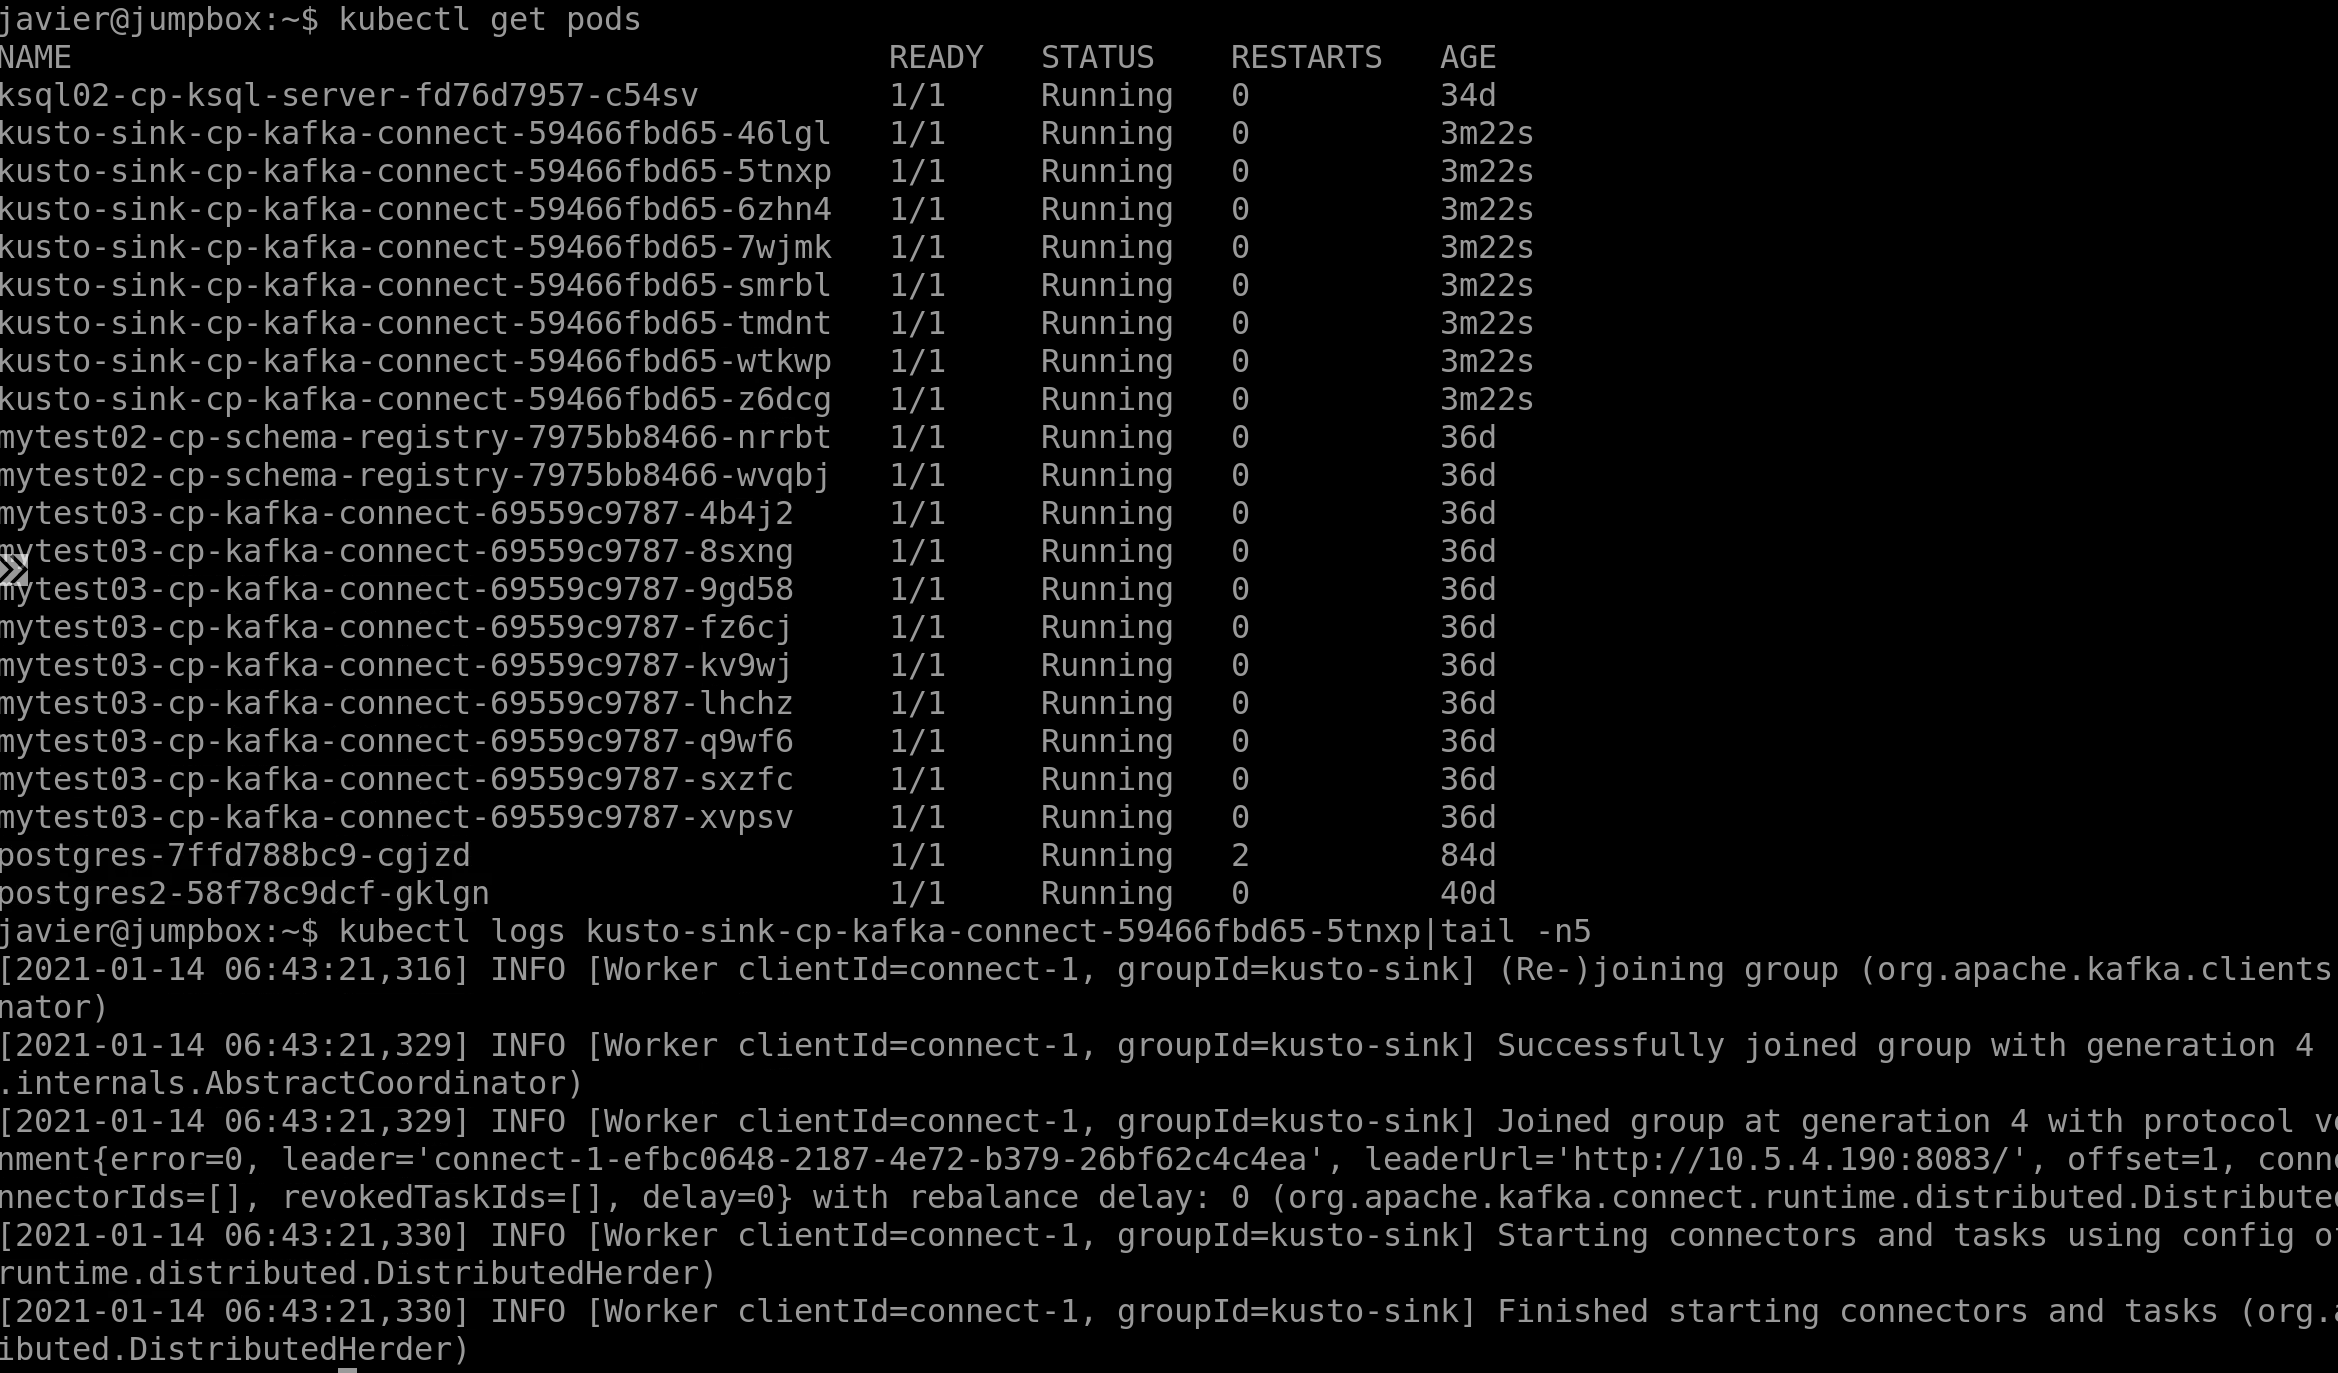 javier@jumpbox:~$ kubectl get pods
NAME                                           READY   STATUS    RESTARTS   AGE
ksql02-cp-ksql-server-fd76d7957-c54sv          1/1     Running   0          34d
kusto-sink-cp-kafka-connect-59466fbd65-46lgl   1/1     Running   0          3m22s
kusto-sink-cp-kafka-connect-59466fbd65-5tnxp   1/1     Running   0          3m22s
kusto-sink-cp-kafka-connect-59466fbd65-6zhn4   1/1     Running   0          3m22s
kusto-sink-cp-kafka-connect-59466fbd65-7wjmk   1/1     Running   0          3m22s
kusto-sink-cp-kafka-connect-59466fbd65-smrbl   1/1     Running   0          3m22s
kusto-sink-cp-kafka-connect-59466fbd65-tmdnt   1/1     Running   0          3m22s
kusto-sink-cp-kafka-connect-59466fbd65-wtkwp   1/1     Running   0          3m22s
kusto-sink-cp-kafka-connect-59466fbd65-z6dcg   1/1     Running   0          3m22s
mytest02-cp-schema-registry-7975bb8466-nrrbt   1/1     Running   0          36d
mytest02-cp-schema-registry-7975bb8466-wvqbj   1/1     Running   0          36d
mytest03-cp-kafka-connect-69559c9787-4b4j2     1/1     Running   0          36d
mytest03-cp-kafka-connect-69559c9787-8sxng     1/1     Running   0          36d
mytest03-cp-kafka-connect-69559c9787-9gd58     1/1     Running   0          36d
mytest03-cp-kafka-connect-69559c9787-fz6cj     1/1     Running   0          36d
mytest03-cp-kafka-connect-69559c9787-kv9wj     1/1     Running   0          36d
mytest03-cp-kafka-connect-69559c9787-lhchz     1/1     Running   0          36d
mytest03-cp-kafka-connect-69559c9787-q9wf6     1/1     Running   0          36d
mytest03-cp-kafka-connect-69559c9787-sxzfc     1/1     Running   0          36d
mytest03-cp-kafka-connect-69559c9787-xvpsv     1/1     Running   0          36d
postgres-7ffd788bc9-cgjzd                      1/1     Running   2          84d
postgres2-58f78c9dcf-gklgn                     1/1     Running   0          40d
javier@jumpbox:~$ kubectl logs kusto-sink-cp-kafka-connect-59466fbd65-5tnxp|tail -n5
[2021-01-14 06:43:21,316] INFO [Worker clientId=connect-1, groupId=kusto-sink] (Re-)joining group (org.apache.kafka.clients
nator)
[2021-01-14 06:43:21,329] INFO [Worker clientId=connect-1, groupId=kusto-sink] Successfully joined group with generation 4
.internals.AbstractCoordinator)
[2021-01-14 06:43:21,329] INFO [Worker clientId=connect-1, groupId=kusto-sink] Joined group at generation 4 with protocol
nment{error=0, leader='connect-1-efbc0648-2187-4e72-b379-26bf62c4c4ea', leaderUrl='http://10.5.4.190:8083/', offset=1, conn
nnectorIds=[], revokedTaskIds=[], delay=0} with rebalance delay: 0 (org.apache.kafka.connect.runtime.distributed.Distribute
[2021-01-14 06:43:21,330] INFO [Worker clientId=connect-1, groupId=kusto-sink] Starting connectors and tasks using config
runtime.distributed.DistributedHerder)
[2021-01-14 06:43:21,330] INFO [Worker clientId=connect-1, groupId=kusto-sink] Finished starting connectors and tasks (org.
ibuted.DistributedHerder)